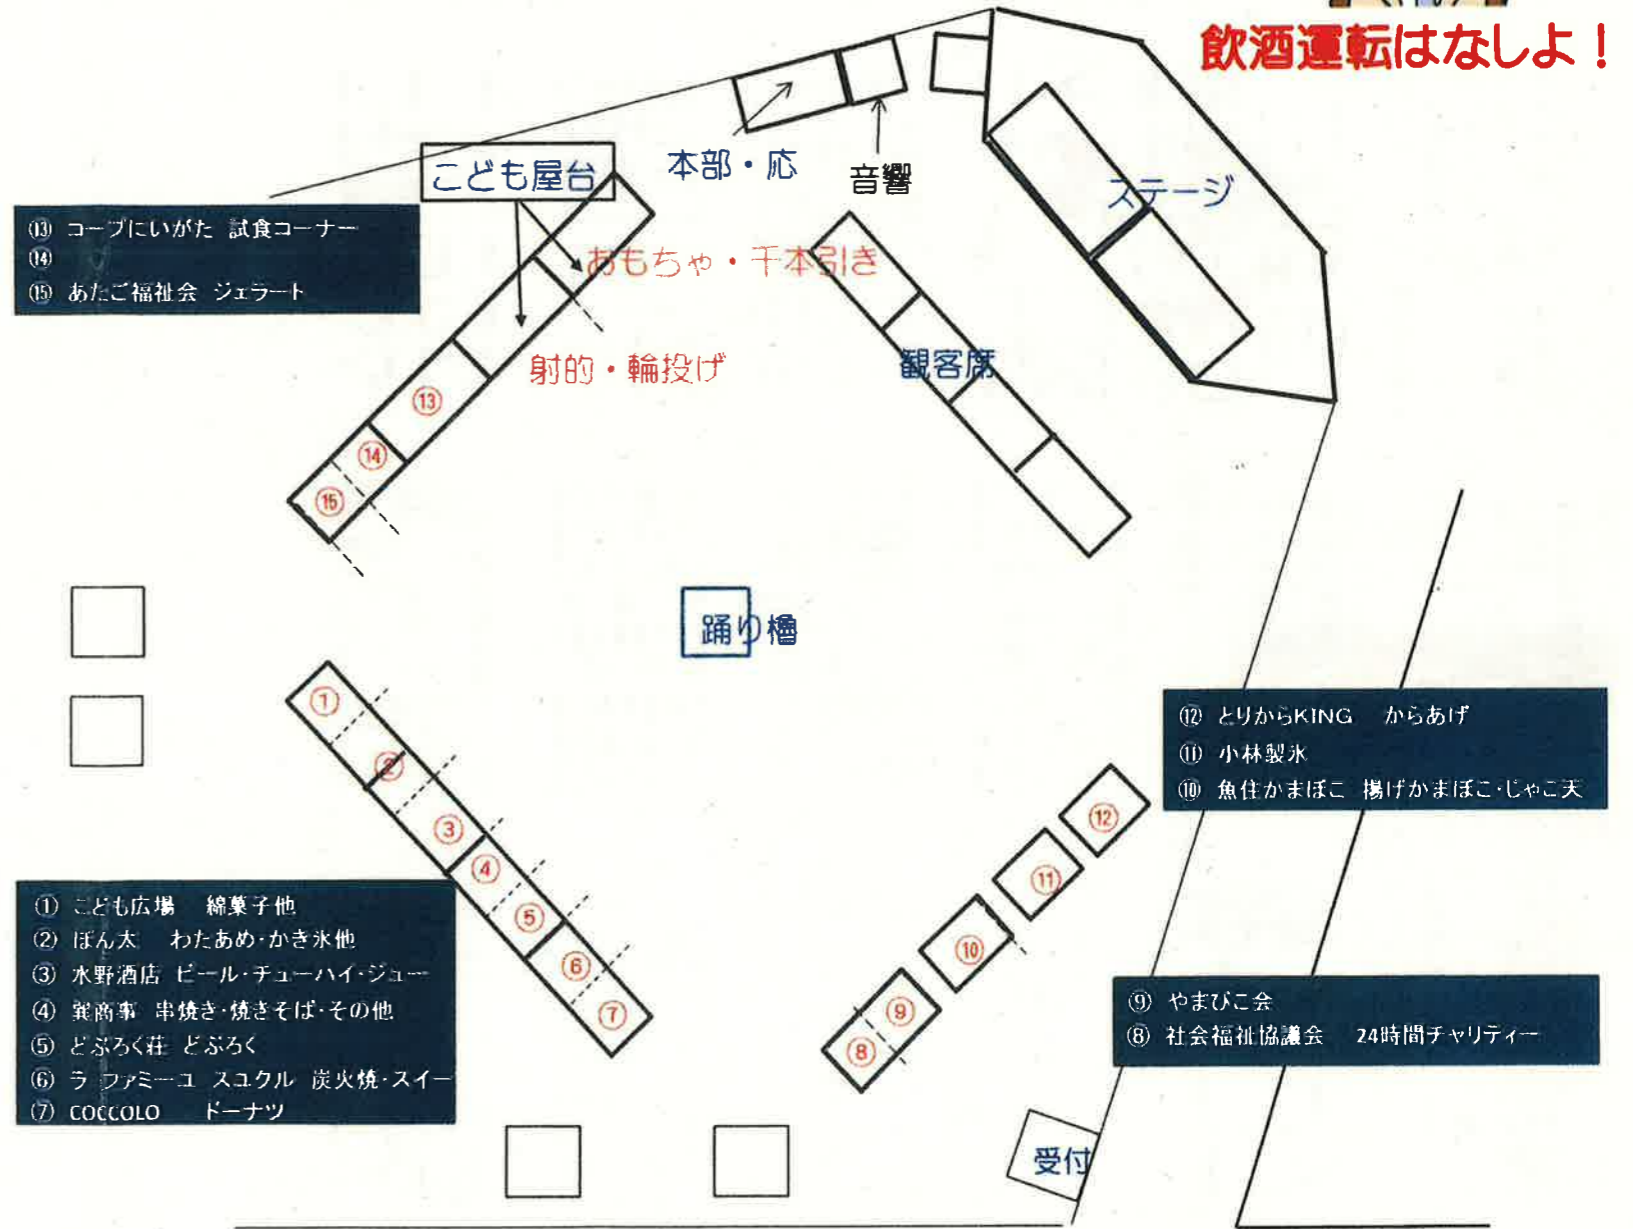 飲酒運転はなしよ！
こども屋台
本部・応
音響
ステージ
⑬ コープにいがた 試食コーナー
⑭
⑮ あたご福祉会 ジェラート
おもちゃ・千本引き
射的・輪投げ
観客席
⑬
⑭
⑮
踊り櫓
①
②
③
④
⑤
⑥
⑦
⑫ とりからKING からあげ
⑪ 小林製氷
⑩ 魚住かまぼこ 揚げかまぼこ・じゃこ天
⑫
⑪
⑩
⑨
⑧
① こども広場 綿菓子他
② ぽん太 わたあめ・かき氷他
③ 水野酒店 ビール・チューハイ・ジュー
④ 巽商事 串焼き・焼きそば・その他
⑤ どぶろく荘 どぶろく
⑥ ラ ファミーユ スユクル 炭火焼・スイー
⑦ COCCOLO ドーナツ
⑨ やまびこ会
⑧ 社会福祉協議会 24時間チャリティー
受付